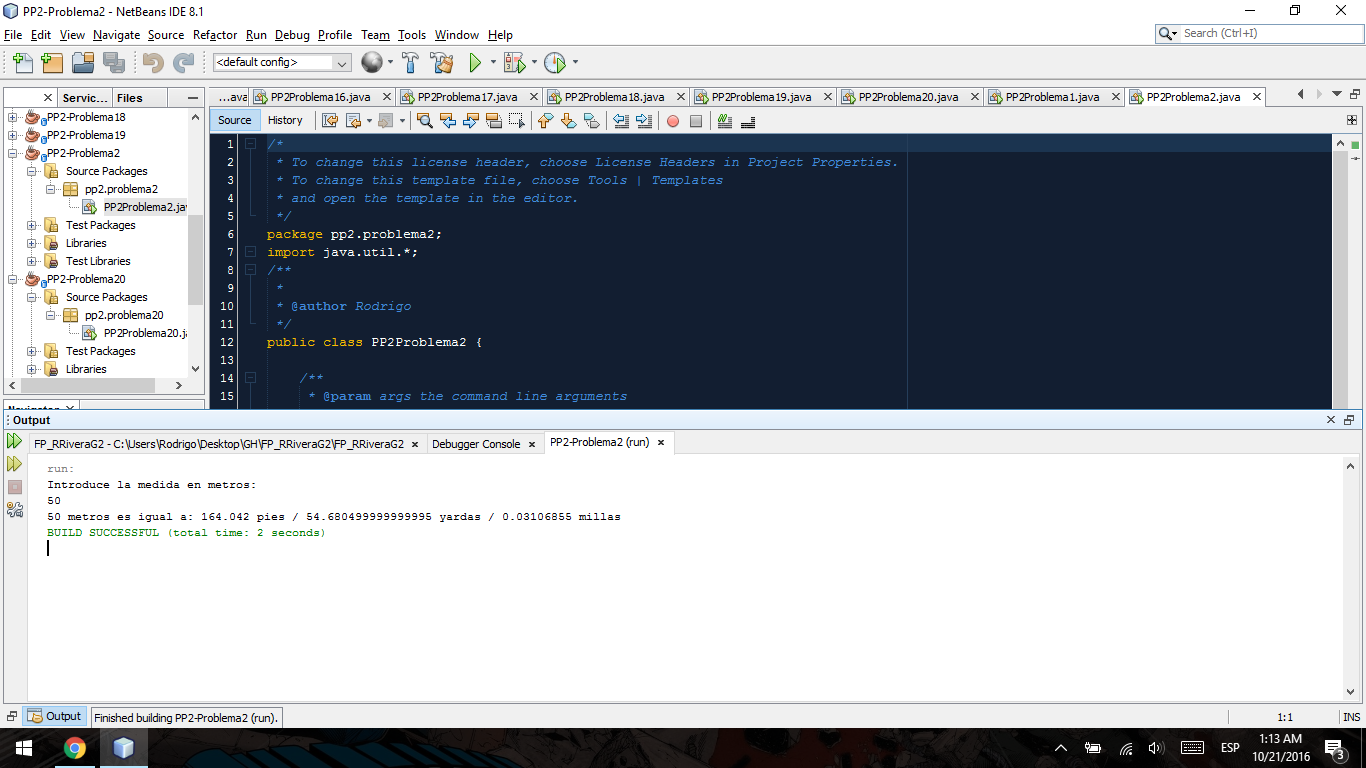 PP2-Problema2 - NetBeans IDE 8.1
File Edit View Navigate Source Refactor Run Debug Profile Team Tools Window Help
Search (Ctrl+I)
<default config>
Servic... Files
...ava PP2Problema16.java PP2Problema17.java PP2Problema18.java PP2Problema19.java PP2Problema20.java PP2Problema1.java PP2Problema2.java
Source History
PP2-Problema18
PP2-Problema19
PP2-Problema2
Source Packages
pp2.problema2
PP2Problema2.jav
Test Packages
Libraries
Test Libraries
PP2-Problema20
Source Packages
pp2.problema20
PP2Problema20.ja
Test Packages
Libraries
Navigator
1 /*
2 * To change this license header, choose License Headers in Project Properties.
3 * To change this template file, choose Tools | Templates
4 * and open the template in the editor.
5 */
6 package pp2.problema2;
7 import java.util.*;
8 /**
9 *
10 * @author Rodrigo
11 */
12 public class PP2Problema2 {
13
14 /**
15 * @param args the command line arguments
Output
FP_RRiveraG2 - C:\Users\Rodrigo\Desktop\GH\FP_RRiveraG2\FP_RRiveraG2 Debugger Console PP2-Problema2 (run)
run:
Introduce la medida en metros:
50
50 metros es igual a: 164.042 pies / 54.680499999999995 yardas / 0.03106855 millas
BUILD SUCCESSFUL (total time: 2 seconds)
Output Finished building PP2-Problema2 (run).
1:1 INS
ESP
1:13 AM
10/21/2016
3